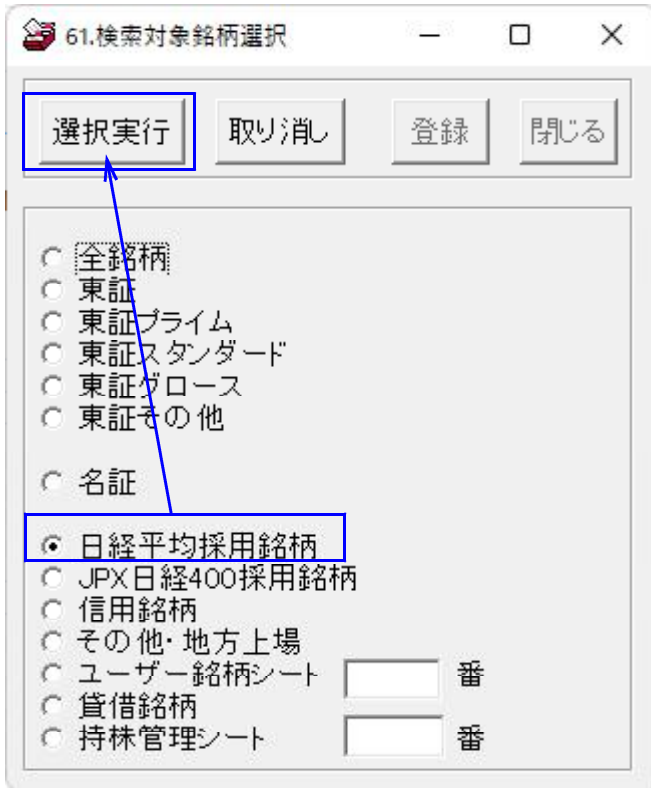 61.検索対象銘柄選択
選択実行 取り消し 登録 閉じる
全銘柄
東証
東証プライム
東証スタンダード
東証グロース
東証その他
名証
日経平均採用銘柄
JPX日経400採用銘柄
信用銘柄
その他・地方上場
ユーザー銘柄シート 番
貸借銘柄
持株管理シート 番